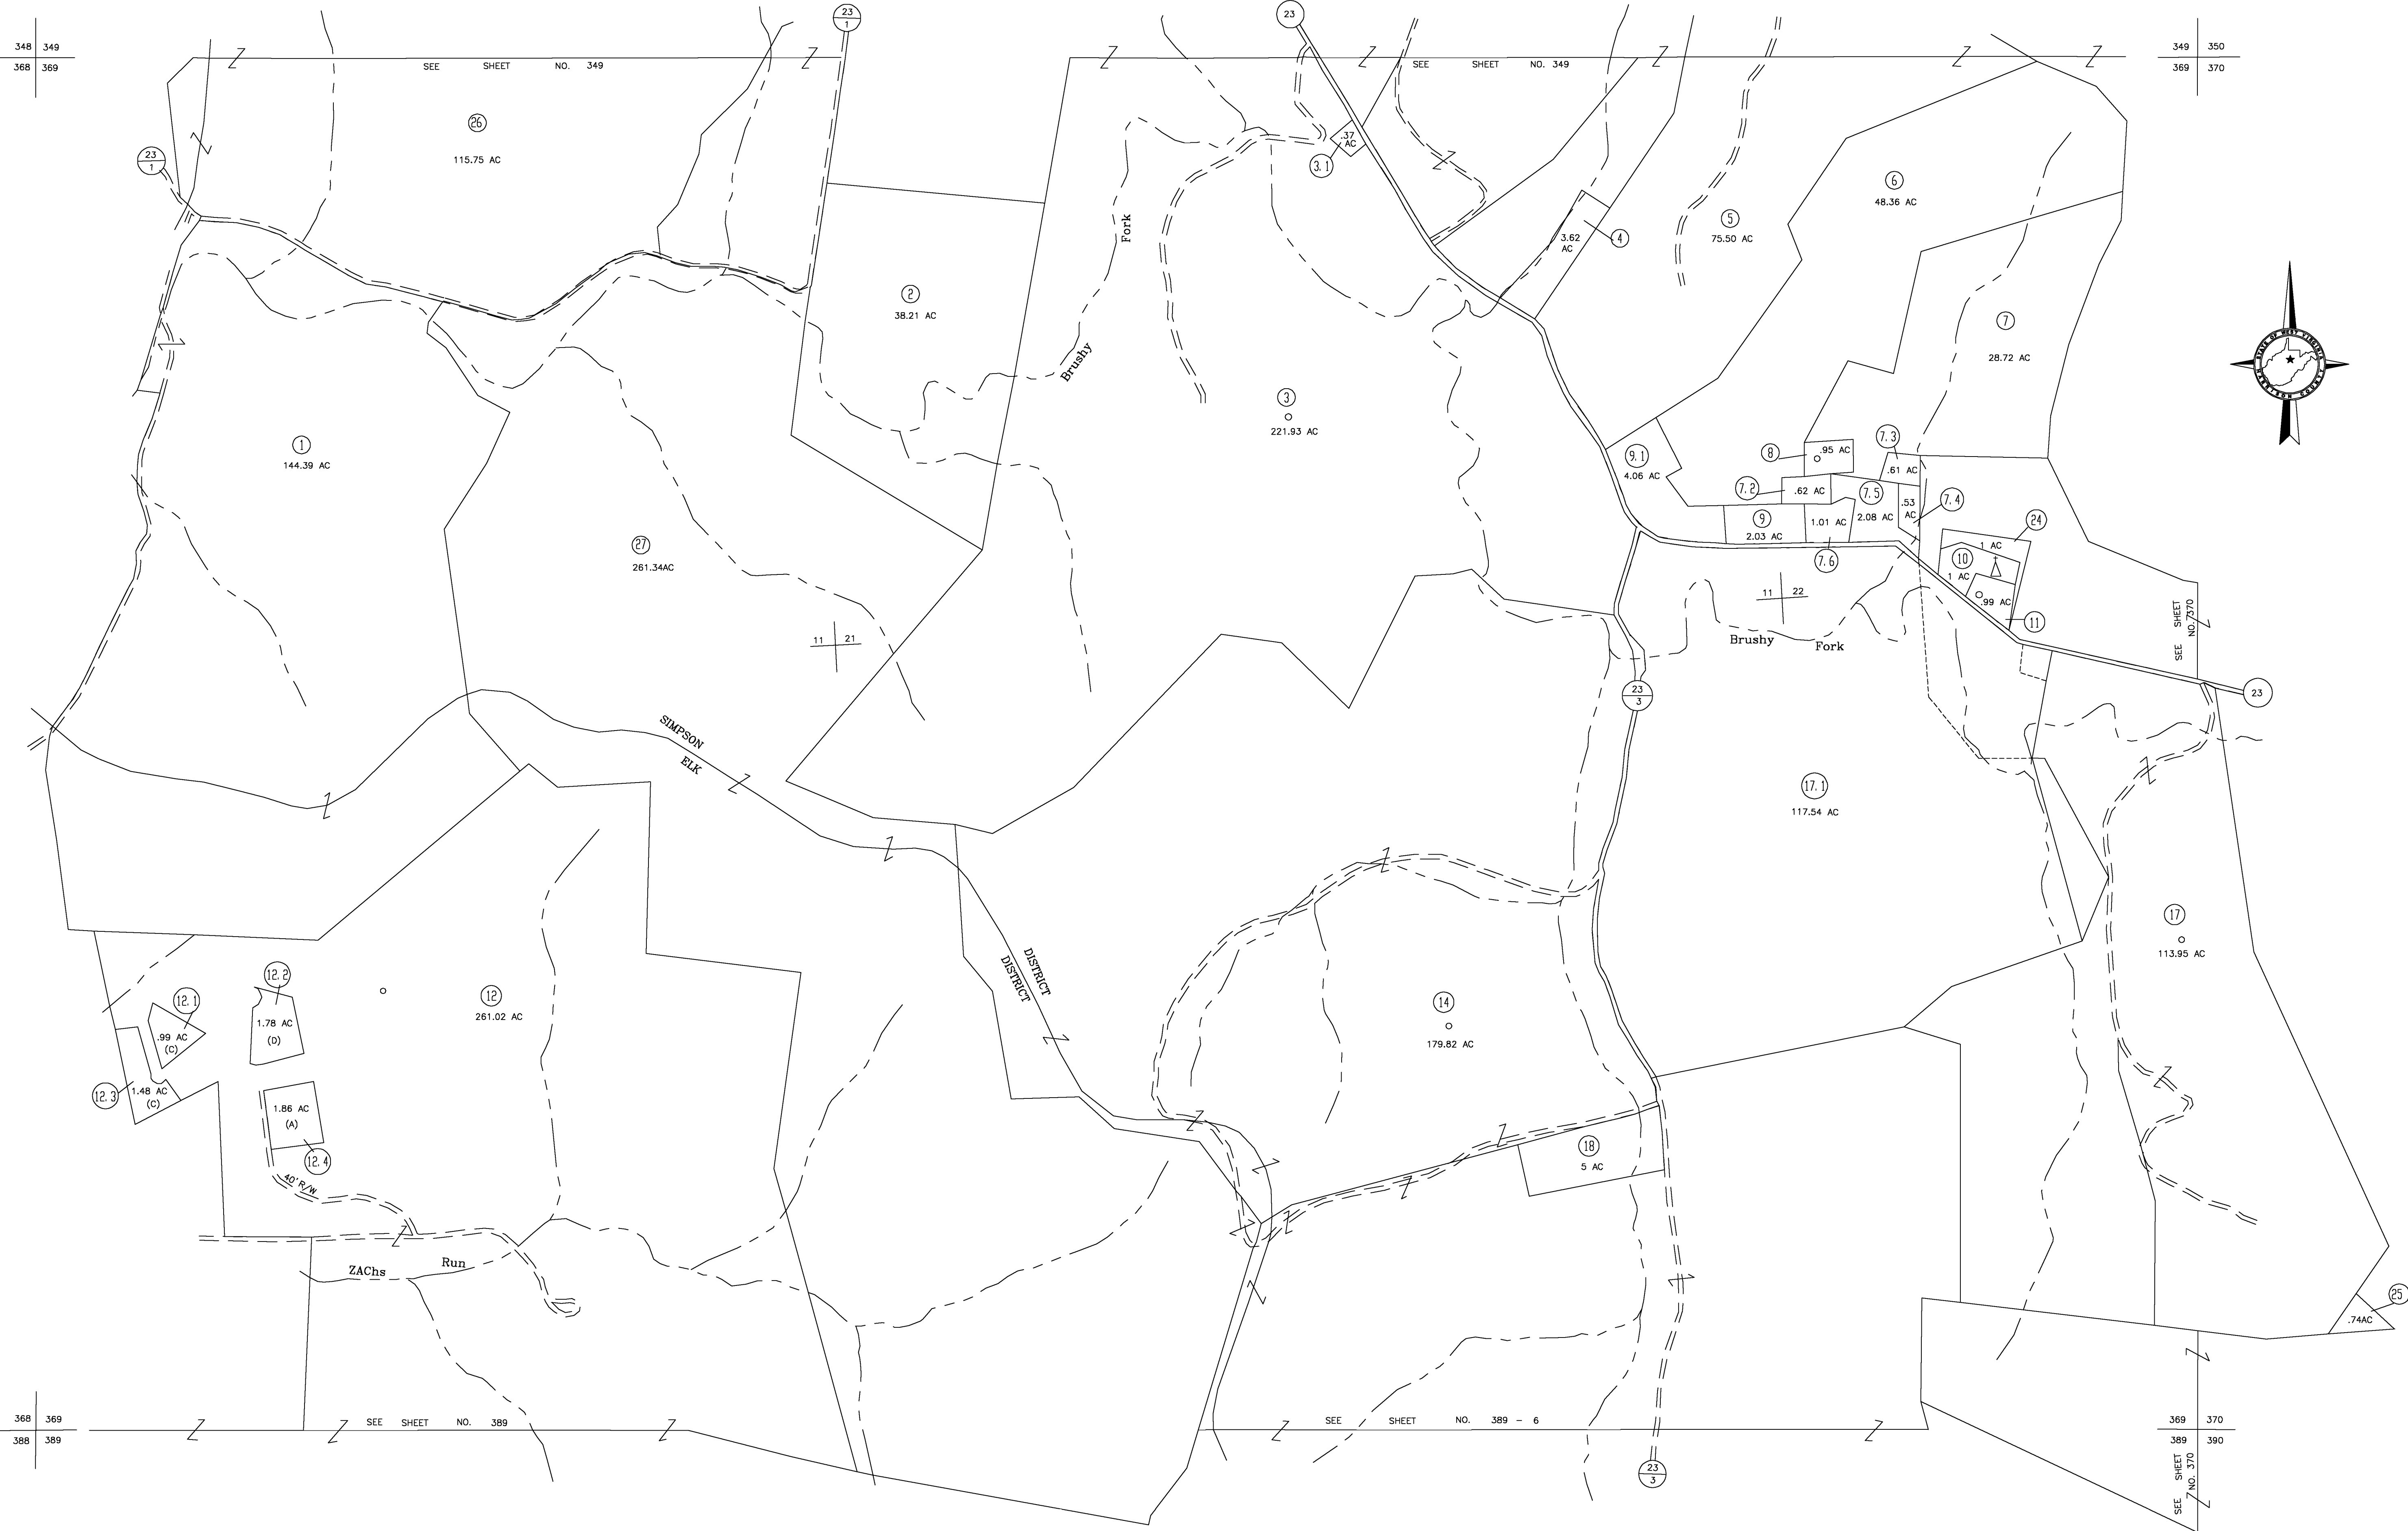 23
1
23
348 349
368 369
SEE SHEET NO. 349
SEE SHEET NO. 349
349 350
369 370
26
115.75 AC
23
1
.37
AC
3.1
6
48.36 AC
5
75.50 AC
3.62
AC
4
Fork
Brushy
2
38.21 AC
7
28.72 AC
STATE OF WEST VIRGINIA
HARRISON COUNTY
3
221.93 AC
1
144.39 AC
9.1
4.06 AC
8
.95 AC
7.3
.61 AC
7.2
.62 AC
7.5
2.08 AC
.53
AC
7.4
9
2.03 AC
1.01 AC
7.6
24
1 AC
10
1 AC
.99 AC
11
27
261.34AC
11 22
11 21
Brushy Fork
SEE SHEET
NO. 370
23
3
23
SIMPSON
ELK
17.1
117.54 AC
17
113.95 AC
DISTRICT
DISTRICT
12.2
1.78 AC
(D)
12.1
.99 AC
(C)
12
261.02 AC
14
179.82 AC
12.3
1.48 AC
(C)
1.86 AC
(A)
12.4
18
5 AC
40' R/W
ZAChs Run
25
.74AC
368 369
388 389
SEE SHEET NO. 389
SEE SHEET NO. 389 - 6
369 370
389 390
23
3
SEE SHEET
NO. 370